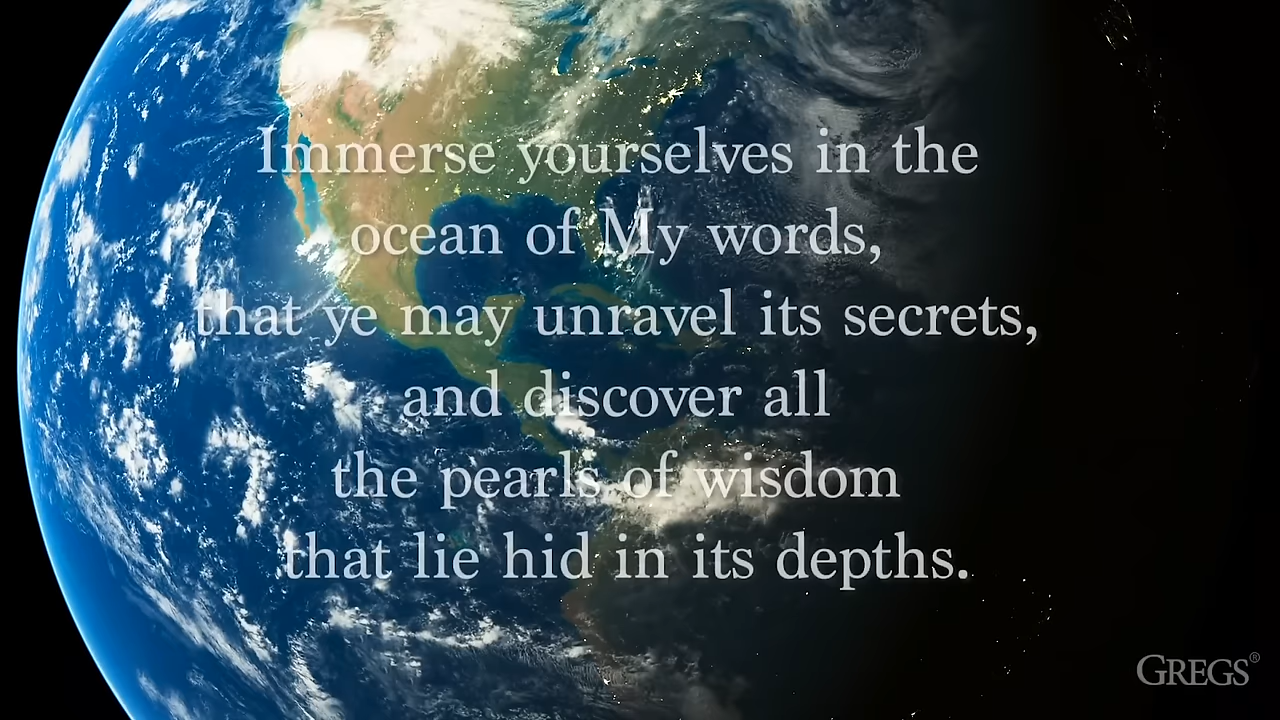 Immerse yourselves in the
ocean of My words,
that ye may unravel its secrets,
and discover all
the pearls of wisdom
that lie hid in its depths.
GREGS®